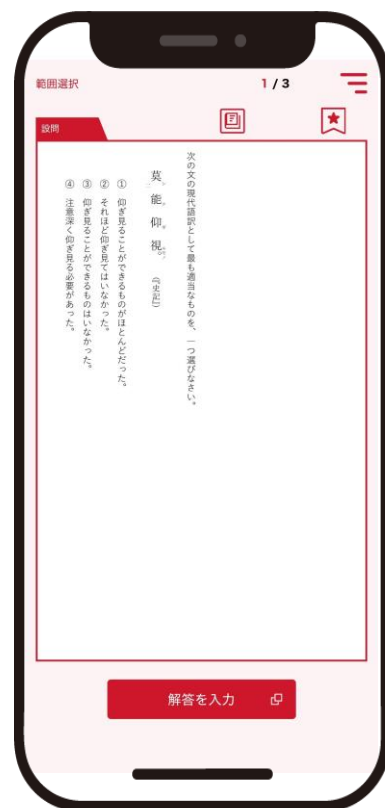 範囲選択
1 / 3
設問
次の文の現代語訳として最も適当なものを、一つ選びなさい。
莫能仰視。 (『史記』)
① 仰ぎ見ることができるものがほとんどだった。
② それほど仰ぎ見てはいなかった。
③ 仰ぎ見ることができるものはいなかった。
④ 注意深く仰ぎ見る必要があった。
解答を入力